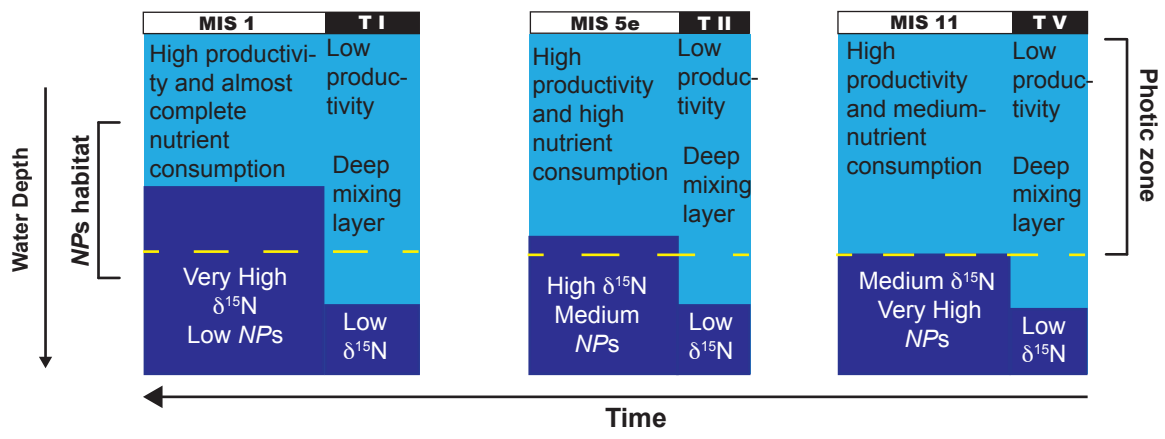 MIS 1
T I
High productivi-
ty and almost
complete
nutrient
consumption
Low
produc-
tivity
Deep
mixing
layer
Very High
δ¹⁵N
Low NPs
Low
δ¹⁵N
MIS 5e
T II
High
productivity
and high
nutrient
consumption
Low
produc-
tivity
Deep
mixing
layer
High δ¹⁵N
Medium
NPs
Low
δ¹⁵N
MIS 11
T V
High
productivity
and medium-
nutrient
consumption
Low
produc-
tivity
Deep
mixing
layer
Medium δ¹⁵N
Very High
NPs
Low
δ¹⁵N
Water Depth
NPs habitat
Photic zone
Time